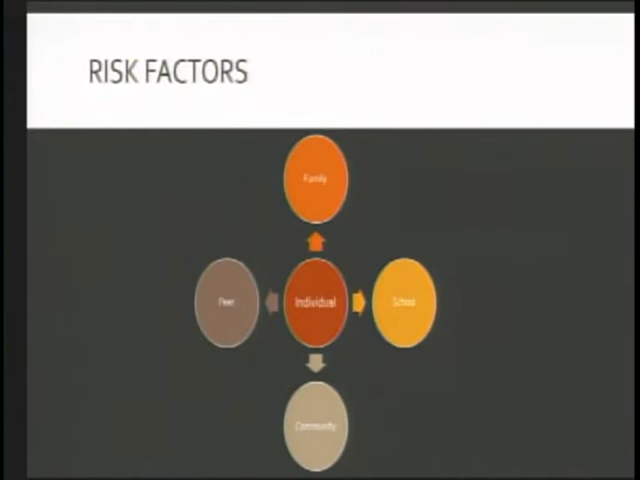 RISK FACTORS
Family
Peer
Individual
School
Community